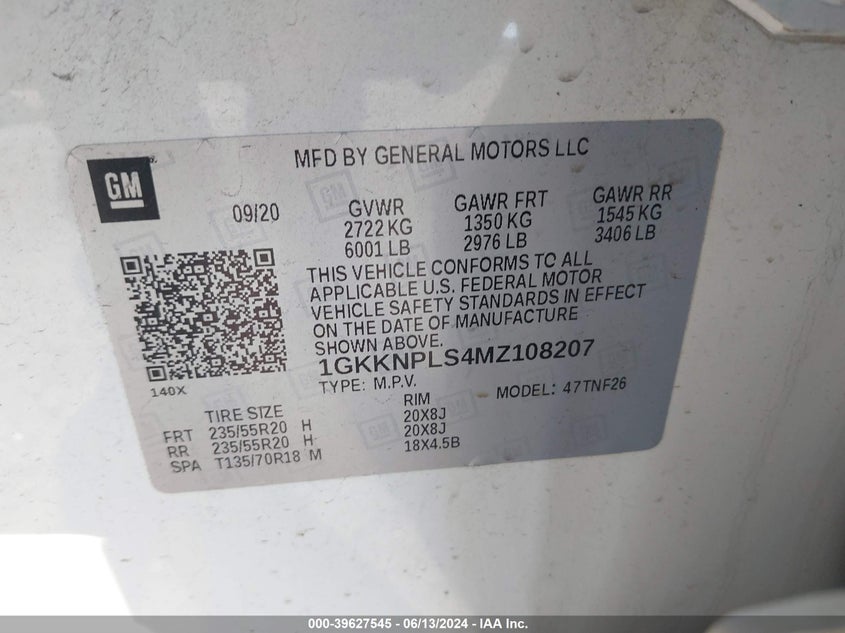 MFD BY GENERAL MOTORS LLC
GM
09/20
GVWR
2722 KG
6001 LB
GAWR FRT
1350 KG
2976 LB
GAWR RR
1545 KG
3406 LB
THIS VEHICLE CONFORMS TO ALL
APPLICABLE U.S. FEDERAL MOTOR
VEHICLE SAFETY STANDARDS IN EFFECT
ON THE DATE OF MANUFACTURE
SHOWN ABOVE.
1GKKNPLS4MZ108207
140X
TYPE: M.P.V.
MODEL: 47TNF26
TIRE SIZE RIM
FRT 235/55R20 H 20X8J
RR 235/55R20 H 20X8J
SPA T135/70R18 M 18X4.5B
000-39627545 - 06/13/2024 - IAA Inc.